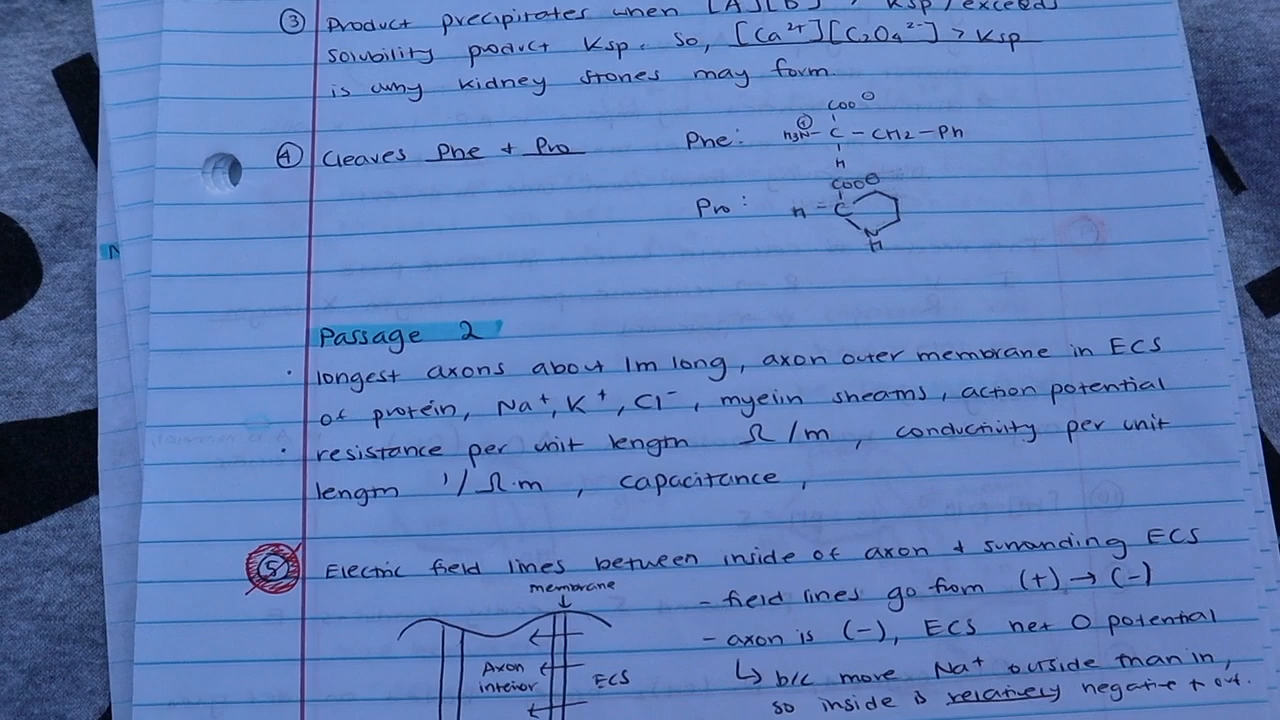 ③ Product precipitates when [A][B] Ksp / exceeds
solubility product Ksp. So, [Ca²⁺][C₂O₄²⁻] > Ksp
is why kidney stones may form.
④ Cleaves Phe + Pro
Phe: H₃N⊕ - C - CH₂ - Ph
COO⊖
H
Pro: H - C
COO⊖
N
H
Passage 2
· longest axons about 1m long, axon outer membrane in ECS
of protein, Na⁺, K⁺, Cl⁻, myelin sheaths, action potential
· resistance per unit length Ω/m, conductivity per unit
length 1/Ω·m, capacitance,
⑤ Electric field lines between inside of axon + surranding ECS
membrane
Axon
interior
ECS
- field lines go from (+) → (-)
- axon is (-), ECS net 0 potential
↳ b/c more Na⁺ outside than in,
so inside is relatively negative + out.